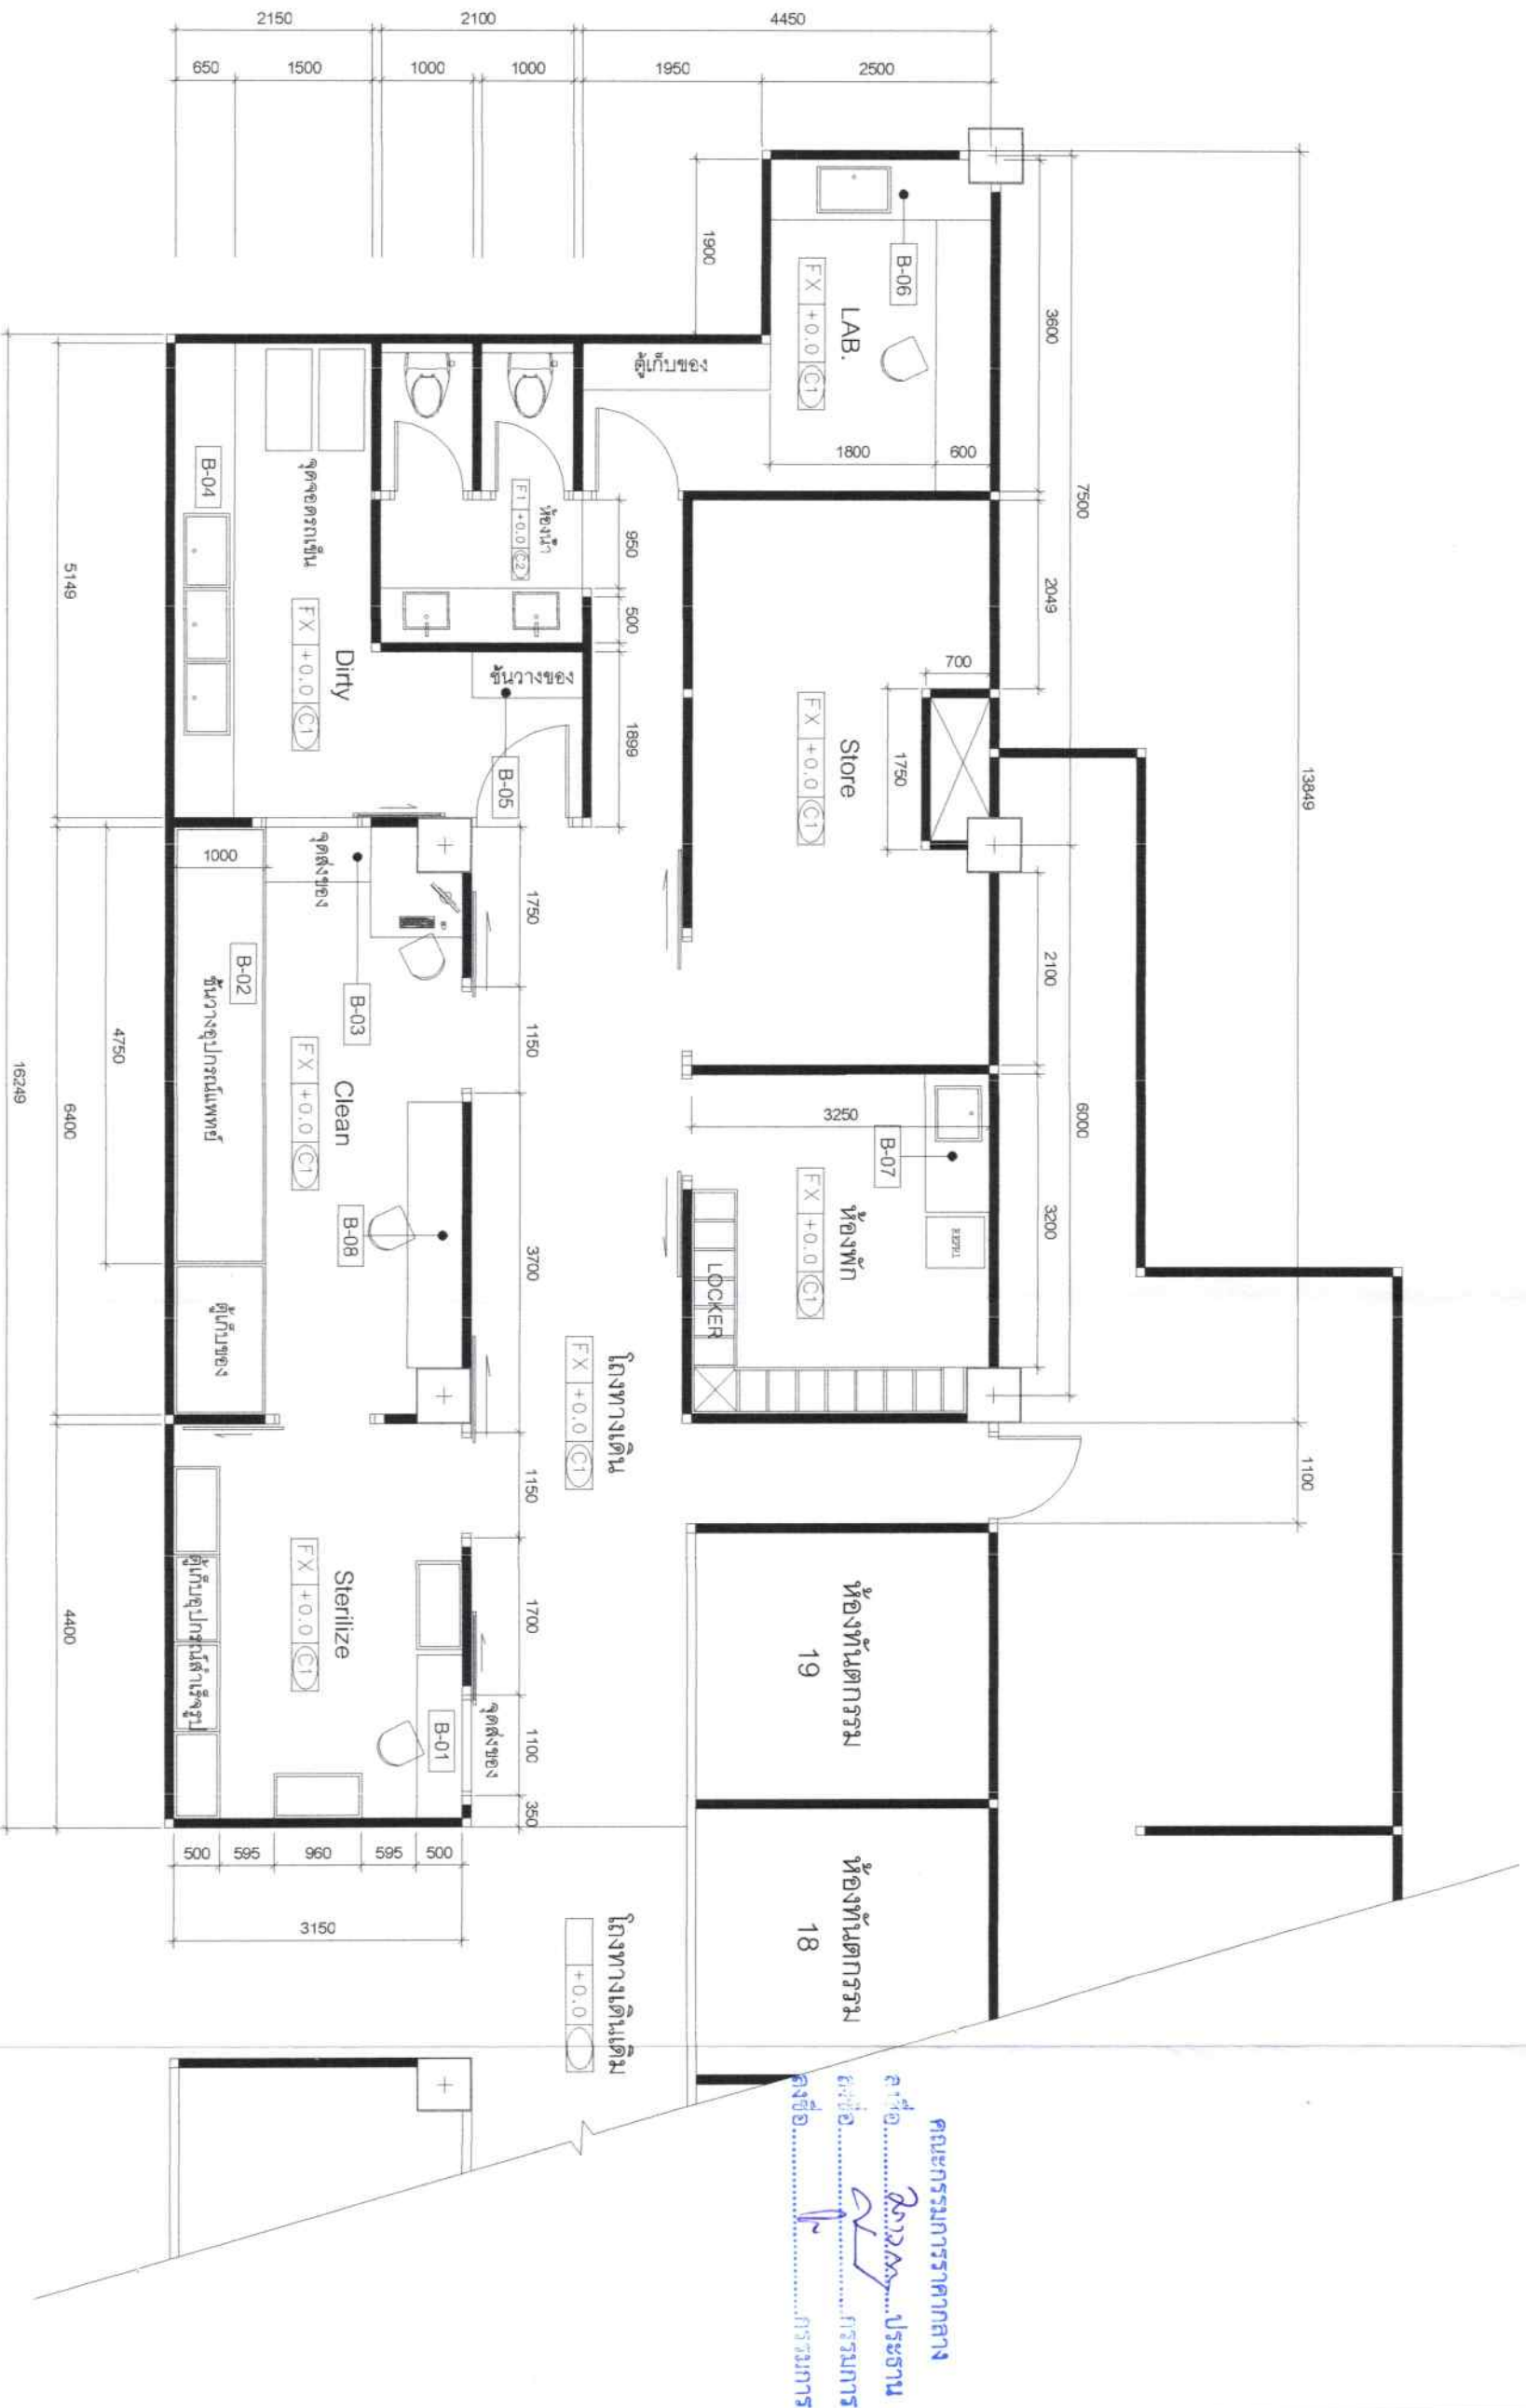 13849
1100
7500
6000
3600
2049
2100
3200
4450
2500
1950
2100
1000
1000
2150
1500
650
1900
B-06
LAB.
FX +0.0 C1
1800
600
ตู้เก็บของ
700
1750
Store
FX +0.0 C1
3250
B-07
REFRI.
ห้องพัก
FX +0.0 C1
LOCKER
ห้องทันตกรรม
19
ห้องทันตกรรม
18
950
500
1899
ห้องน้ำ
F1 +0.0 C2
โถงทางเดิน
FX +0.0 C1
โถงทางเดินเดิม
+0.0
ชั้นวางของ
B-05
1750
1150
3700
1150
1700
1100
350
จุดส่งของ
จุดจอดรถเข็น
Dirty
FX +0.0 C1
B-04
จุดส่งของ
B-03
Clean
FX +0.0 C1
B-08
B-02
ชั้นวางอุปกรณ์แพทย์
1000
ตู้เก็บของ
Sterilize
FX +0.0 C1
B-01
ตู้เก็บอุปกรณ์สำเร็จรูป
500
595
960
595
500
3150
4750
5149
6400
4400
16249
คณะกรรมการราคากลาง
ลงชื่อ..............ประธาน
ลงชื่อ..............กรรมการ
ลงชื่อ..............กรรมการ